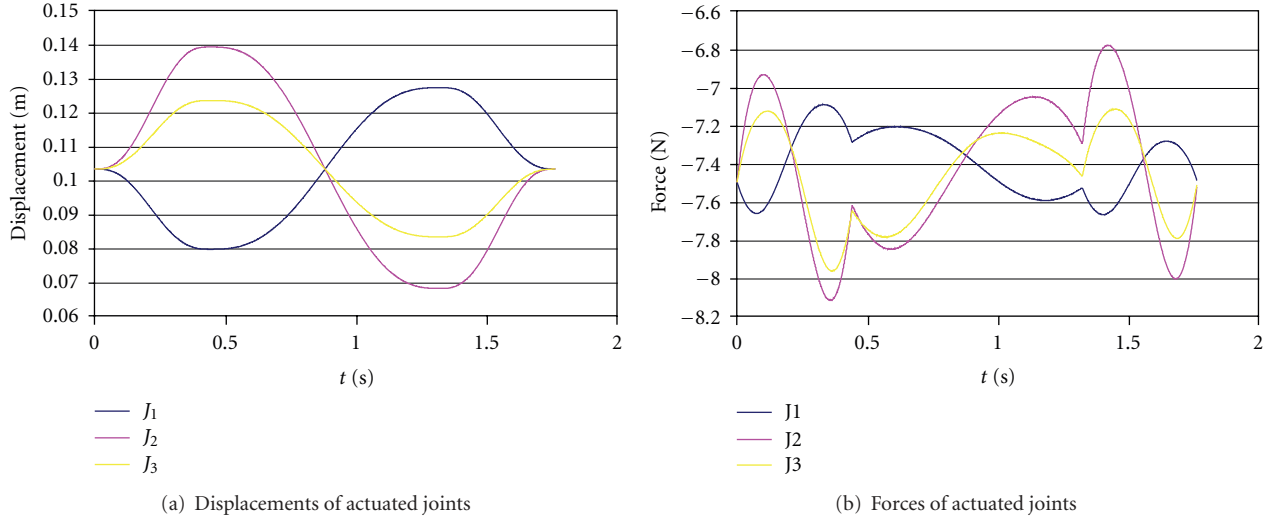 0.15
0.14
0.13
0.12
0.11
0.1
0.09
0.08
0.07
0.06
Displacement (m)
0
0.5
1
1.5
2
t (s)
J1
J2
J3
(a) Displacements of actuated joints
−6.6
−6.8
−7
−7.2
−7.4
−7.6
−7.8
−8
−8.2
Force (N)
0
0.5
1
1.5
2
t (s)
J1
J2
J3
(b) Forces of actuated joints